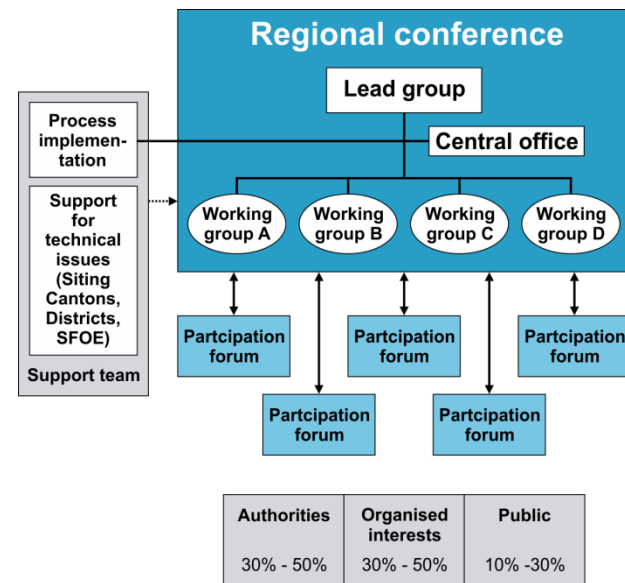 Regional conference
Lead group
Process
implemen-
tation
Central office
Support
for
technical
issues
(Siting
Cantons,
Districts,
SFOE)
Support team
Working
group A
Working
group B
Working
group C
Working
group D
Partcipation
forum
Partcipation
forum
Partcipation
forum
Partcipation
forum
Partcipation
forum
Authorities
30% - 50%
Organised
interests
30% - 50%
Public
10% -30%